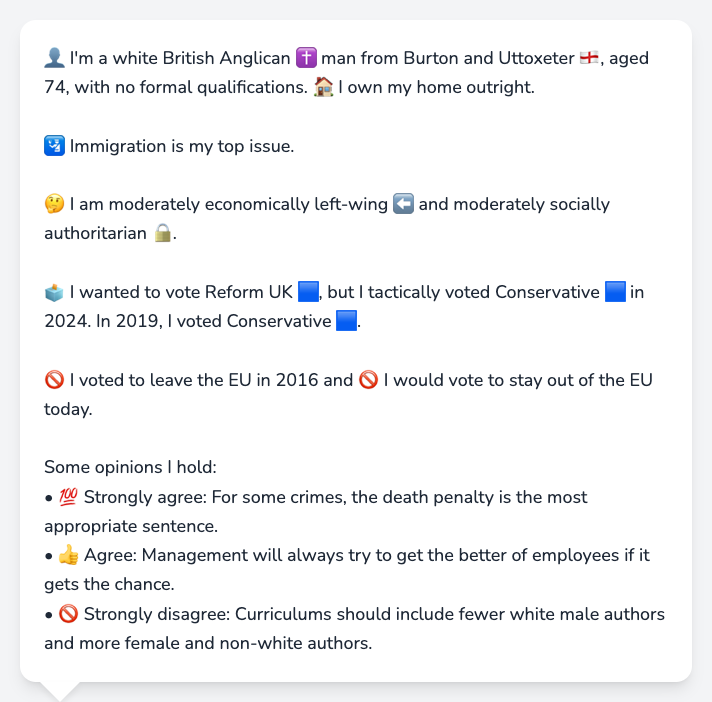 👤 I'm a white British Anglican ✝️ man from Burton and Uttoxeter 🏴󠁧󠁢󠁥󠁮󠁧󠁿, aged
74, with no formal qualifications. 🏠 I own my home outright.
🛂 Immigration is my top issue.
🤔 I am moderately economically left-wing ⬅️ and moderately socially
authoritarian 🔒.
🗳️ I wanted to vote Reform UK 🟦, but I tactically voted Conservative 🟦 in
2024. In 2019, I voted Conservative 🟦.
🚫 I voted to leave the EU in 2016 and 🚫 I would vote to stay out of the EU
today.
Some opinions I hold:
• 💯 Strongly agree: For some crimes, the death penalty is the most
appropriate sentence.
• 👍 Agree: Management will always try to get the better of employees if it
gets the chance.
• 🚫 Strongly disagree: Curriculums should include fewer white male authors
and more female and non-white authors.